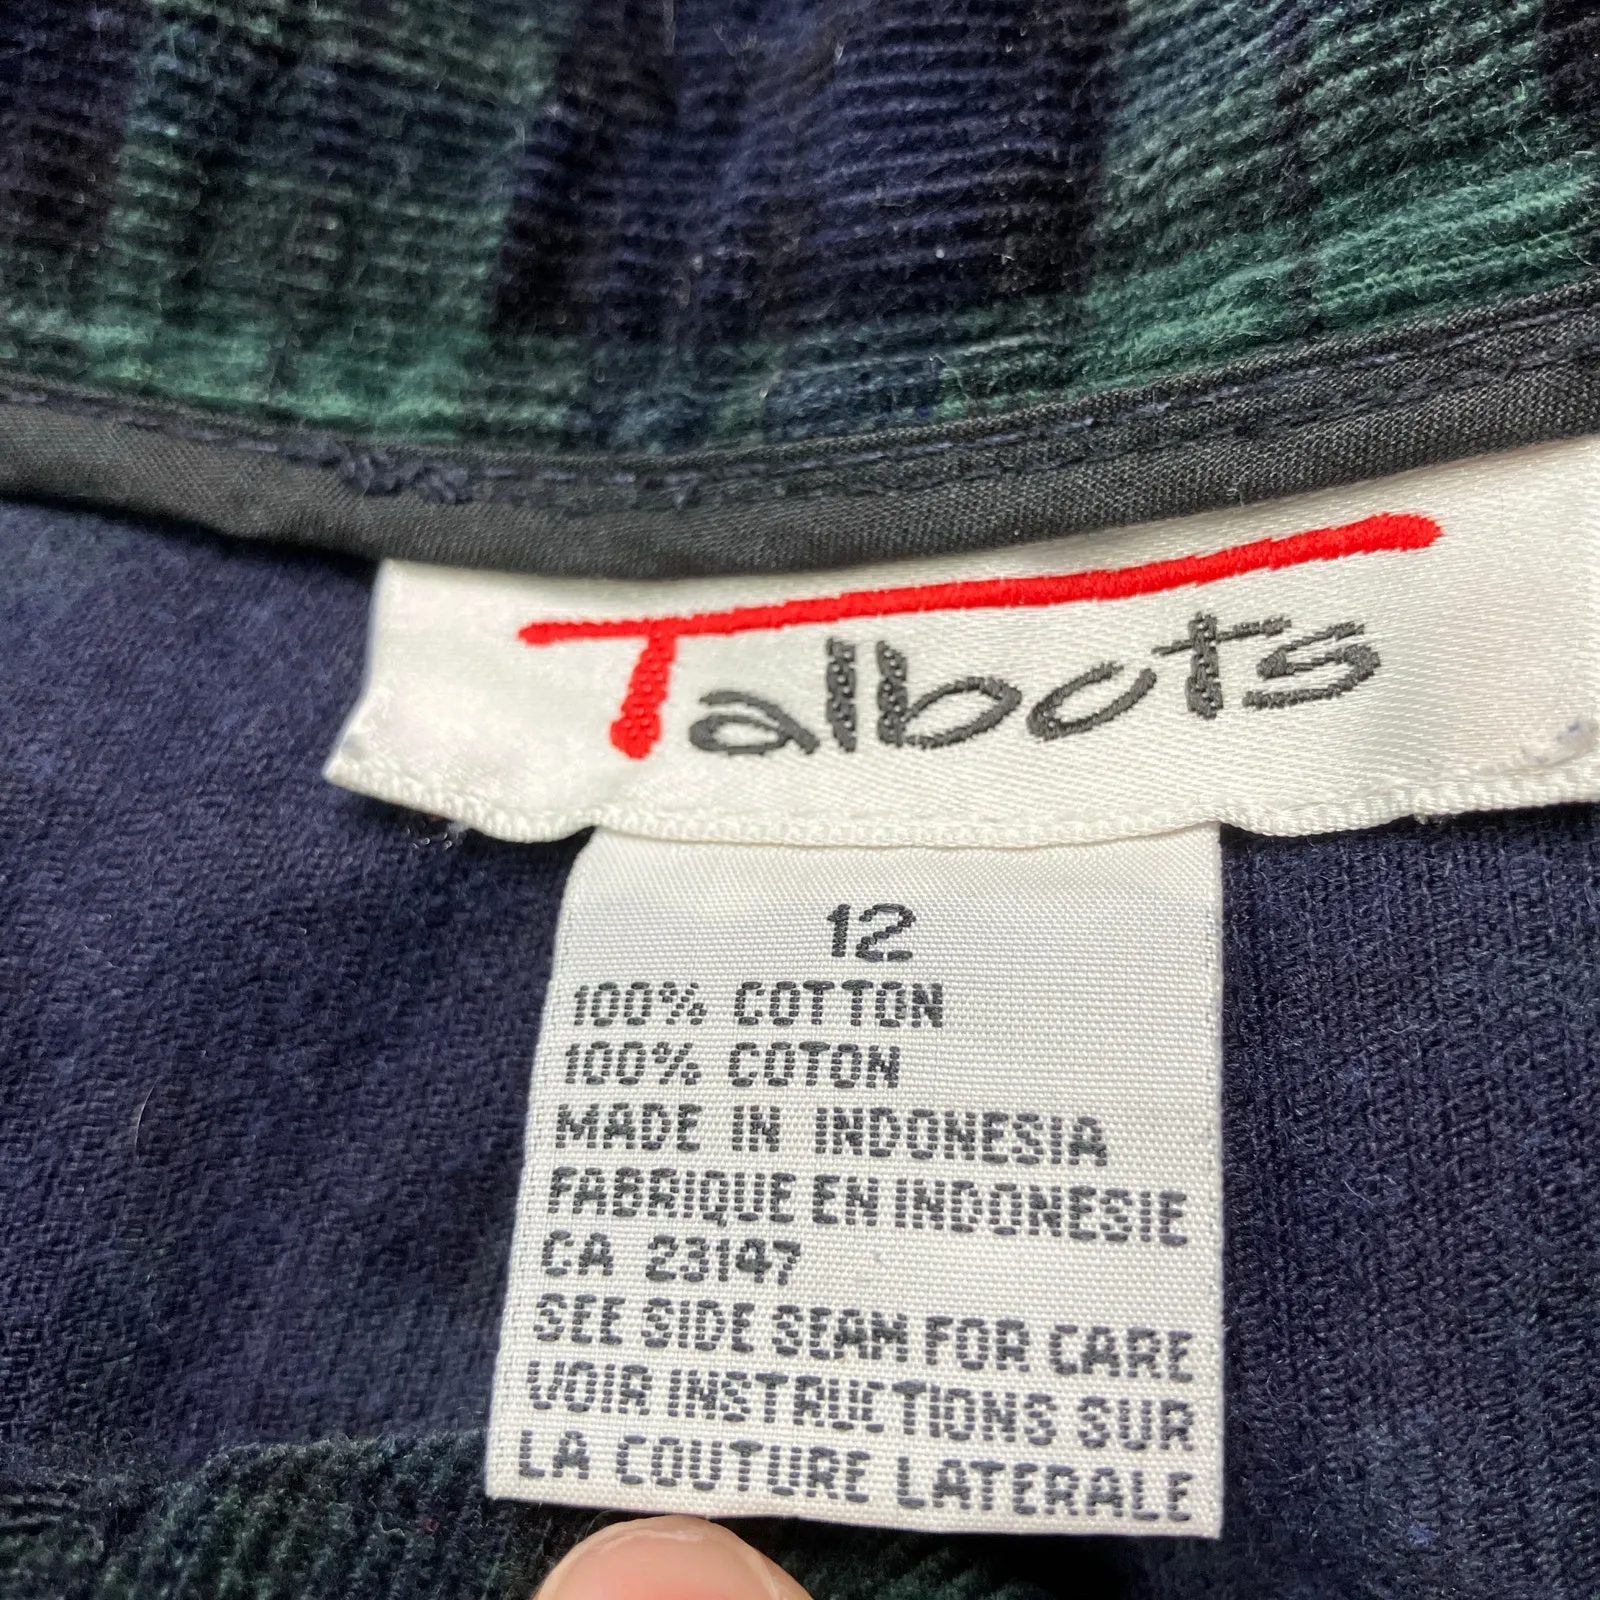 Talbots
12
100% COTTON
100% COTON
MADE IN INDONESIA
FABRIQUE EN INDONESIE
CA 23147
SEE SIDE SEAM FOR CARE
VOIR INSTRUCTIONS SUR
LA COUTURE LATERALE